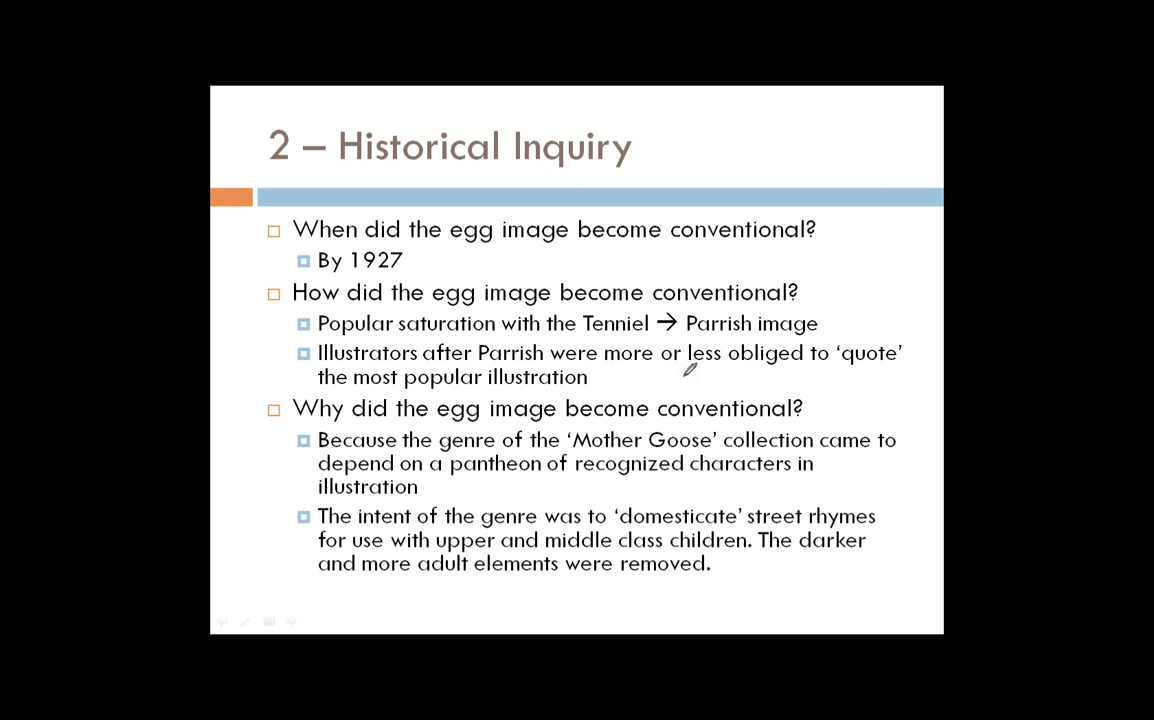 2 – Historical Inquiry
When did the egg image become conventional?
By 1927
How did the egg image become conventional?
Popular saturation with the Tenniel → Parrish image
Illustrators after Parrish were more or less obliged to ‘quote’
the most popular illustration
Why did the egg image become conventional?
Because the genre of the ‘Mother Goose’ collection came to
depend on a pantheon of recognized characters in
illustration
The intent of the genre was to ‘domesticate’ street rhymes
for use with upper and middle class children. The darker
and more adult elements were removed.